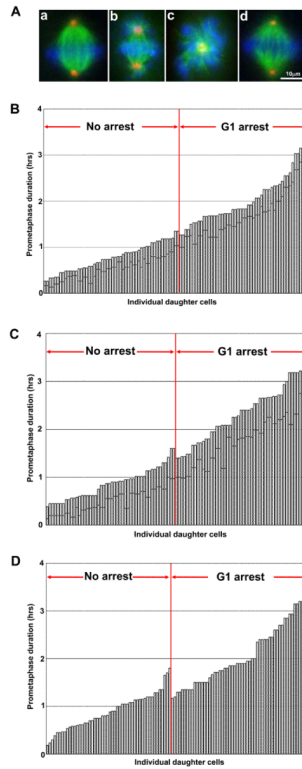 A
a
b
c
d
10µm
B
4
No arrest
G1 arrest
3
2
1
0
Prometaphase duration (hrs)
Individual daughter cells
C
4
No arrest
G1 arrest
3
2
1
0
Prometaphase duration (hrs)
Individual daughter cells
D
4
No arrest
G1 arrest
3
2
1
0
Prometaphase duration (hrs)
Individual daughter cells